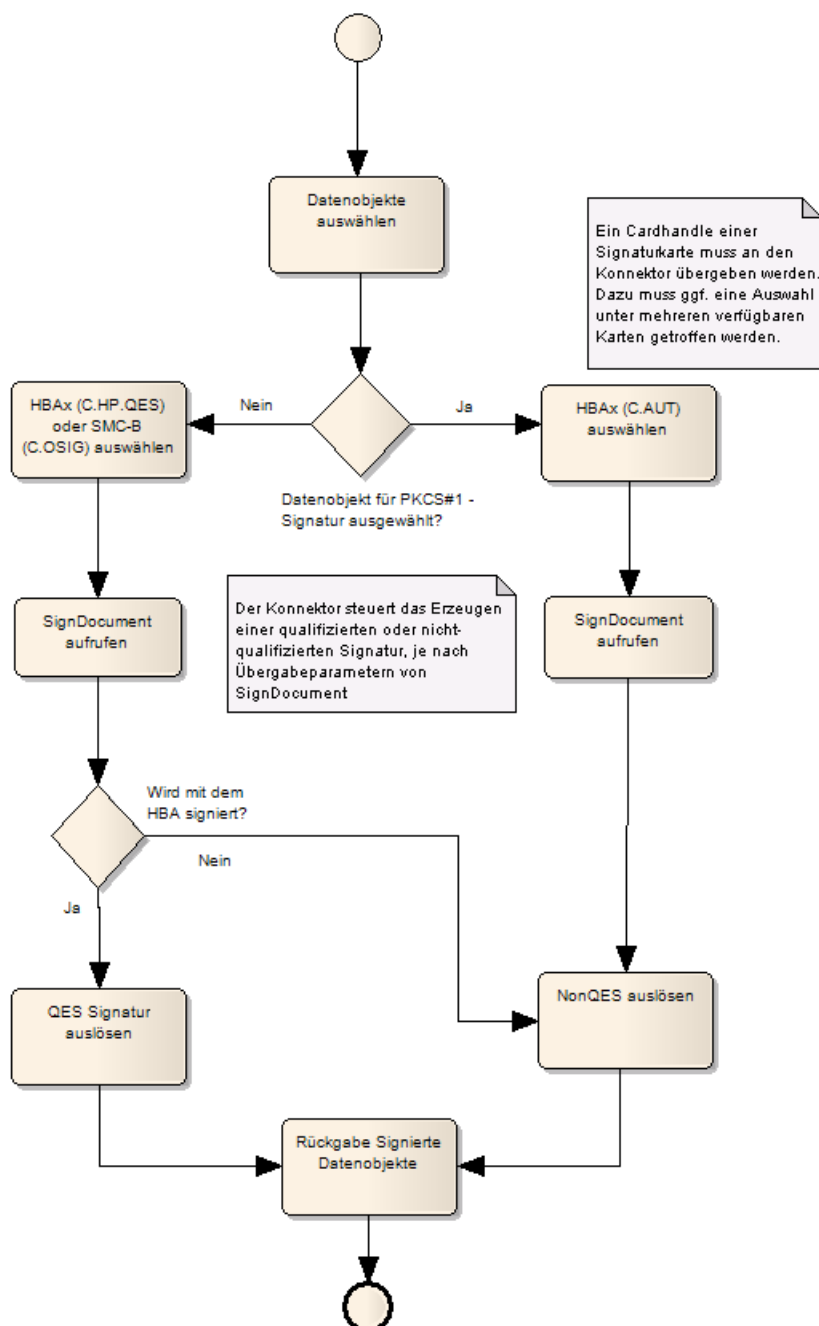 Datenobjekte
auswählen
Ein Cardhandle einer
Signaturkarte muss an den
Konnektor übergeben werden.
Dazu muss ggf. eine Auswahl
unter mehreren verfügbaren
Karten getroffen werden.
HBAx (C.HP.QES)
oder SMC-B
(C.OSIG) auswählen
Nein
Ja
HBAx (C.AUT)
auswählen
Datenobjekt für PKCS#1 -
Signatur ausgewählt?
SignDocument
aufrufen
Der Konnektor steuert das Erzeugen
einer qualifizierten oder nicht-
qualifizierten Signatur, je nach
Übergabeparametern von
SignDocument
SignDocument
aufrufen
Wird mit dem
HBA signiert?
Nein
Ja
QES Signatur
auslösen
NonQES auslösen
Rückgabe Signierte
Datenobjekte